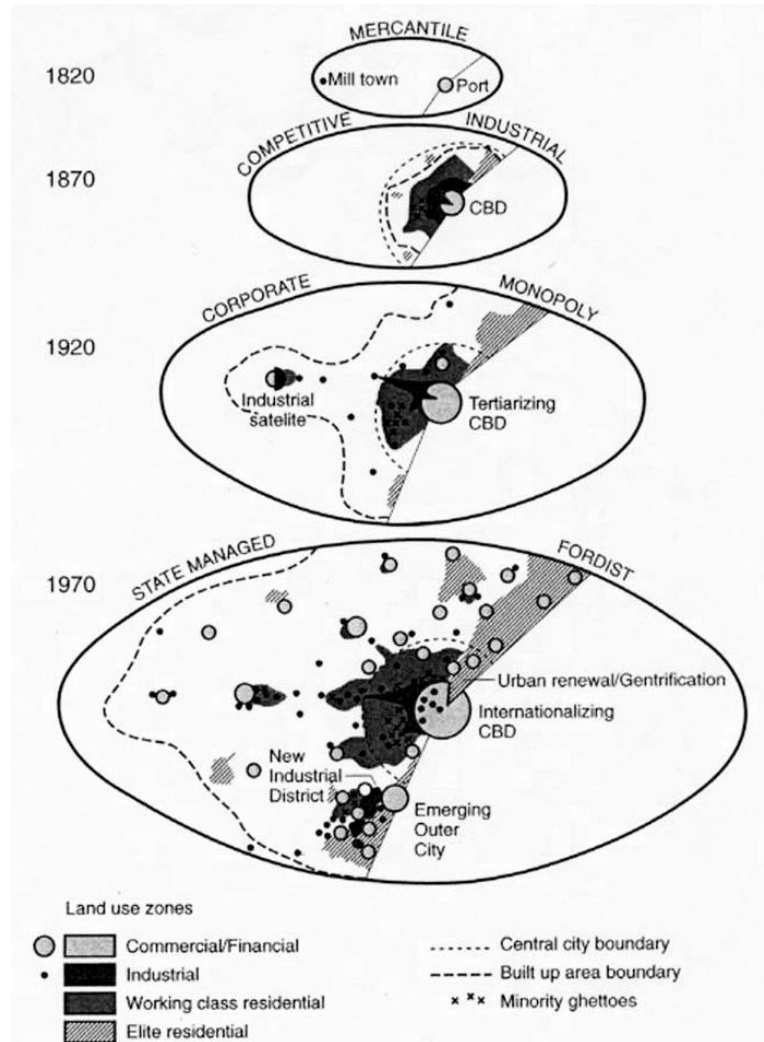 MERCANTILE
1820
Mill town
Port
COMPETITIVE
INDUSTRIAL
1870
CBD
CORPORATE
MONOPOLY
1920
Industrial
satelite
Tertiarizing
CBD
STATE MANAGED
FORDIST
1970
Urban renewal/Gentrification
Internationalizing
CBD
New
Industrial
District
Emerging
Outer
City
Land use zones
Commercial/Financial
Industrial
Working class residential
Elite residential
Central city boundary
Built up area boundary
Minority ghettoes